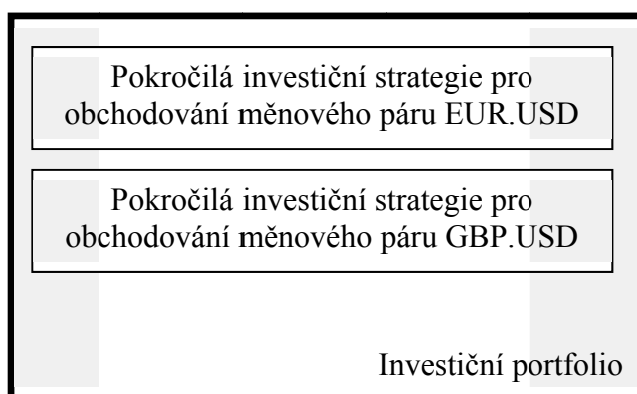 Pokročilá investiční strategie pro
obchodování měnového páru EUR.USD
Pokročilá investiční strategie pro
obchodování měnového páru GBP.USD
Investiční portfolio